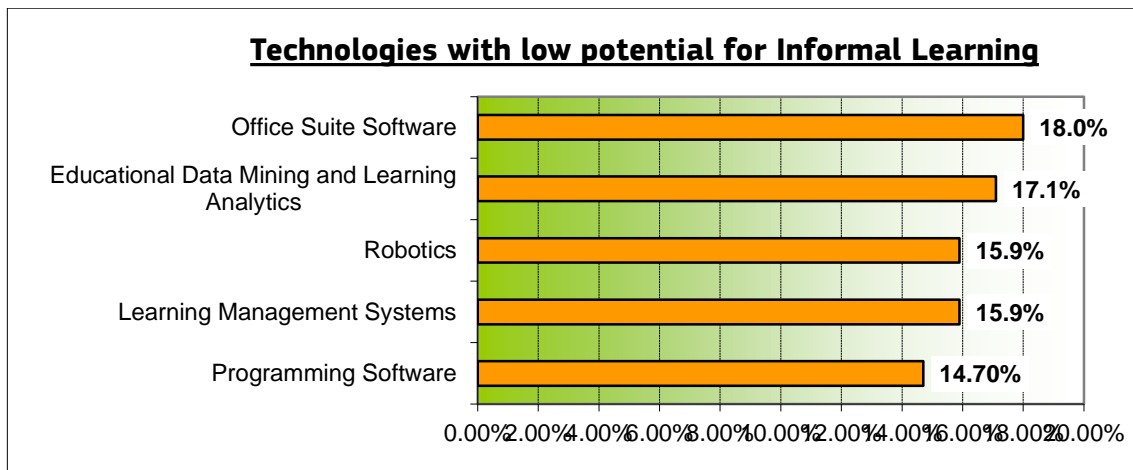 Technologies with low potential for Informal Learning
Office Suite Software
18.0%
Educational Data Mining and Learning
Analytics
17.1%
Robotics
15.9%
Learning Management Systems
15.9%
Programming Software
14.70%
0.00% 2.00% 4.00% 6.00% 8.00% 10.00% 12.00% 14.00% 16.00% 18.00% 20.00%